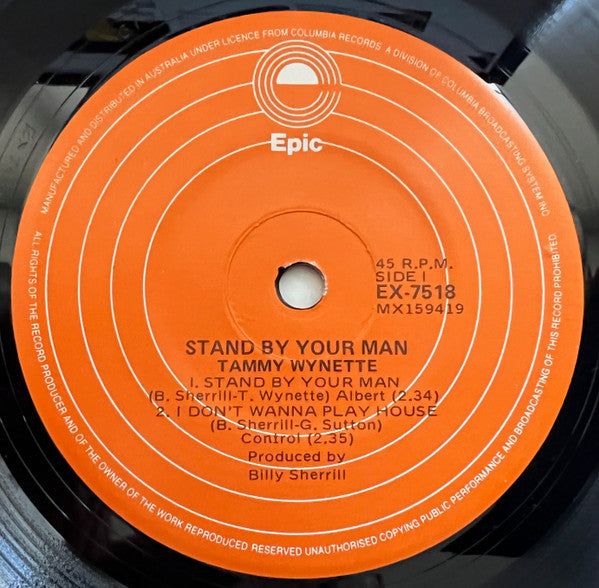 MANUFACTURED AND DISTRIBUTED IN AUSTRALIA UNDER LICENCE FROM COLUMBIA RECORDS. A DIVISION OF COLUMBIA BROADCASTING SYSTEM INC
Epic
45 R.P.M.
SIDE I
EX-7518
MX159419
STAND BY YOUR MAN
TAMMY WYNETTE
1. STAND BY YOUR MAN
(B. Sherrill-T. Wynette) Albert (2.34)
2. I DON'T WANNA PLAY HOUSE
(B. Sherrill-G. Sutton)
Control (2.35)
Produced by
Billy Sherrill
ALL RIGHTS OF THE RECORD PRODUCER AND OF THE OWNER OF THE WORK REPRODUCED RESERVED UNAUTHORISED COPYING PUBLIC PERFORMANCE AND BROADCASTING OF THIS RECORD PROHIBITED.